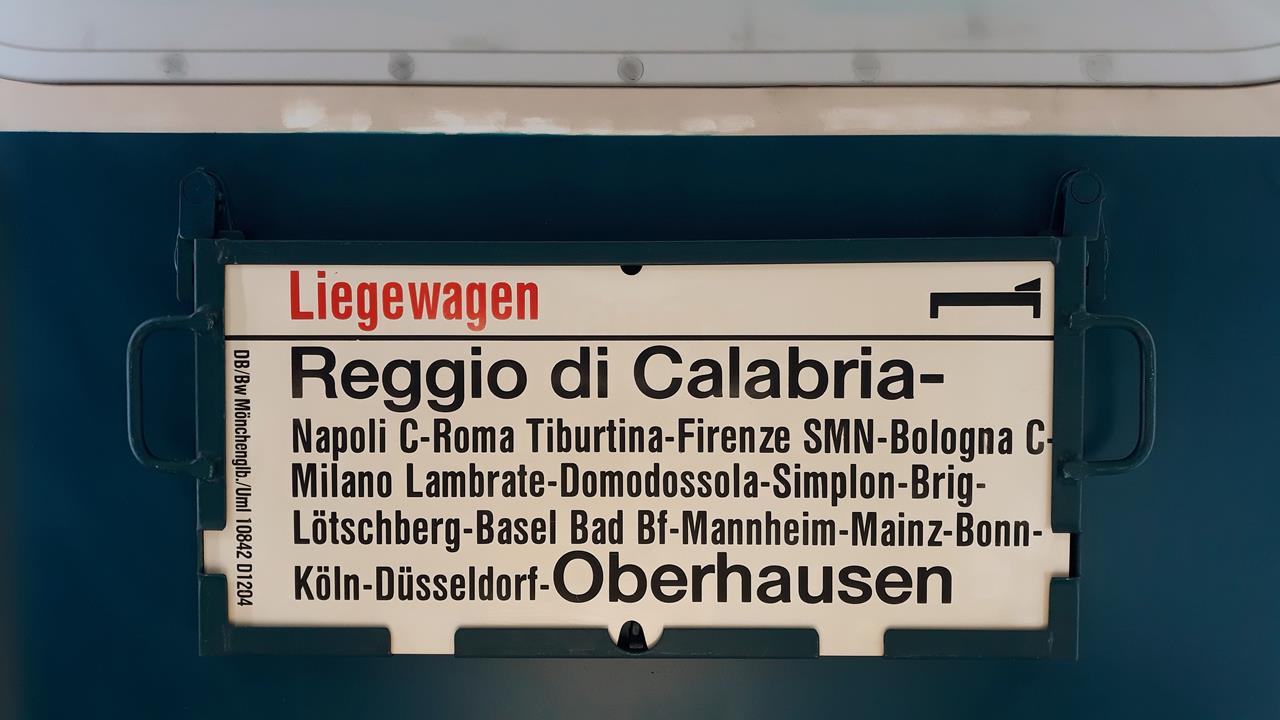 Liegewagen
Reggio di Calabria-
Napoli C-Roma Tiburtina-Firenze SMN-Bologna C-
Milano Lambrate-Domodossola-Simplon-Brig-
Lötschberg-Basel Bad Bf-Mannheim-Mainz-Bonn-
Köln-Düsseldorf-Oberhausen
DB/Bw Mönchenglb./Uml 10842 D1204